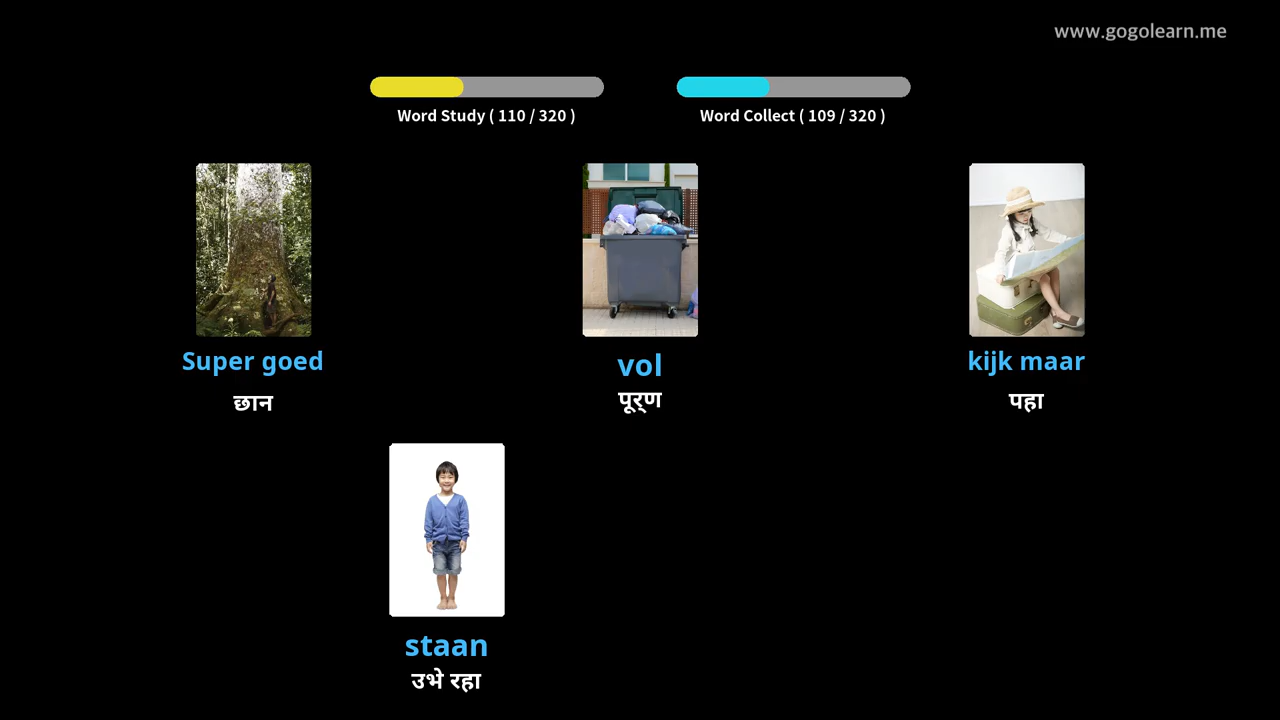 www.gogolearn.me
Word Study ( 110 / 320 )
Word Collect ( 109 / 320 )
Super goed
छान
vol
पूर्ण
kijk maar
पहा
staan
उभे रहा